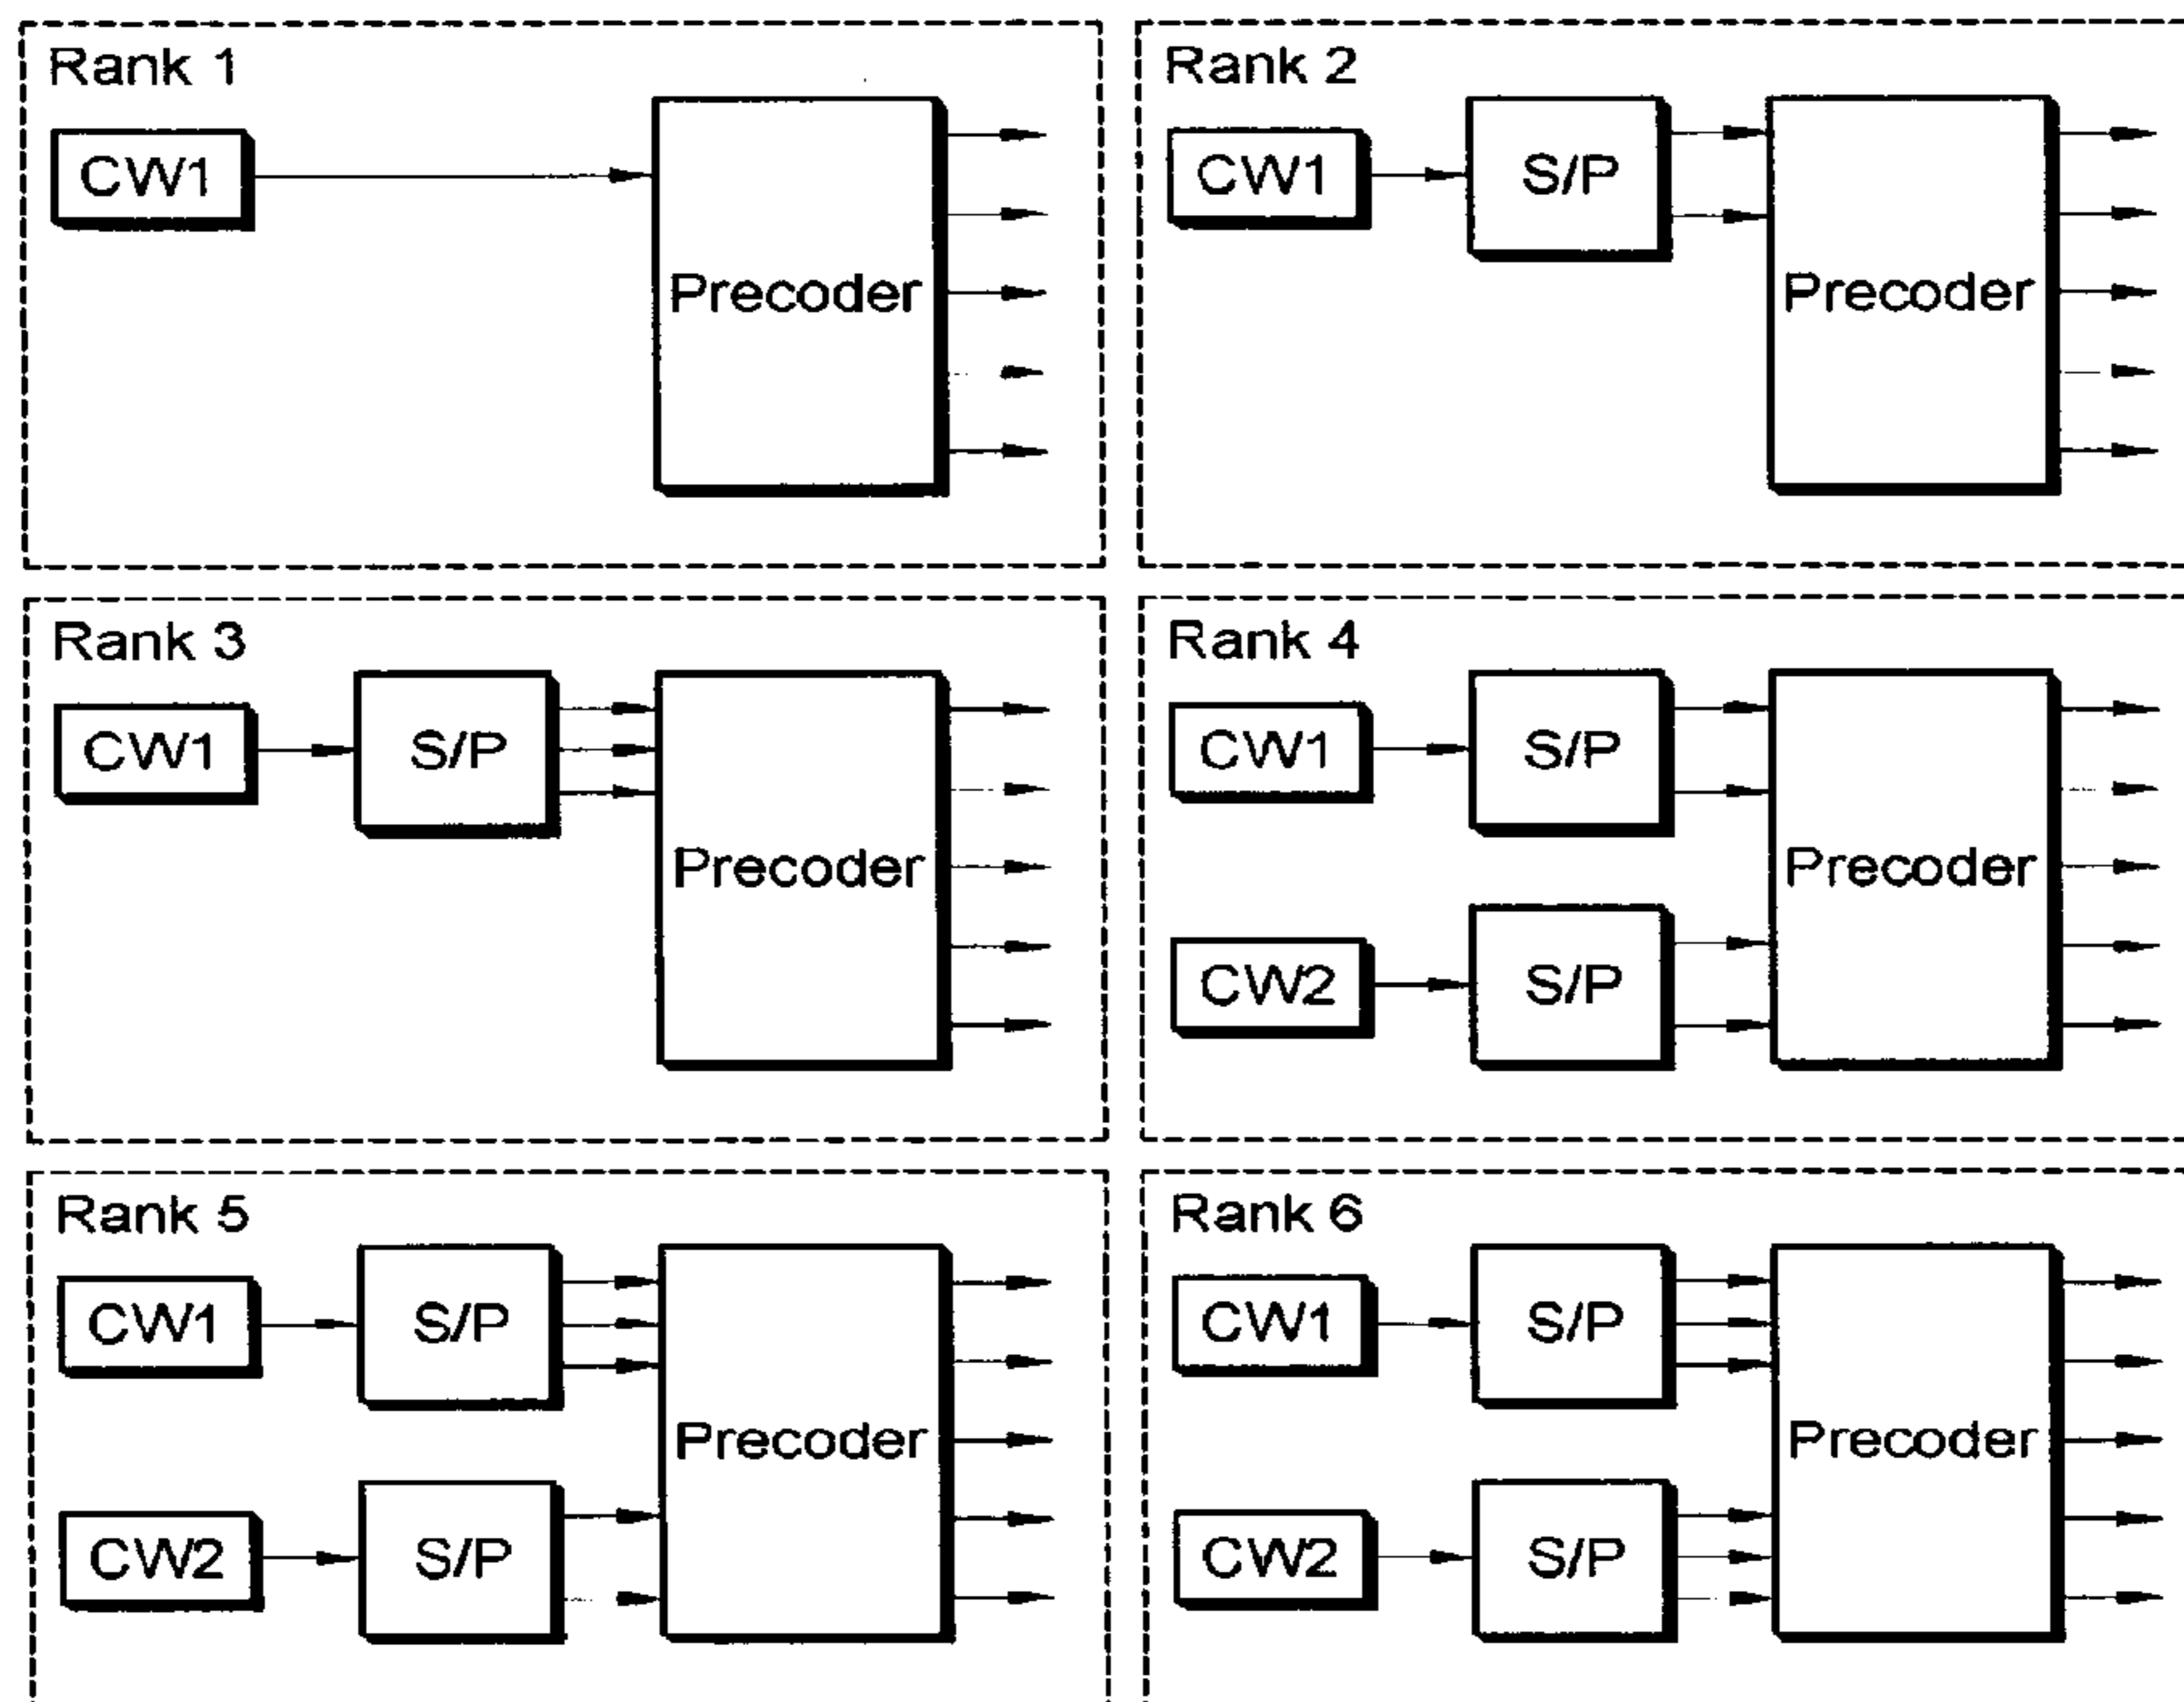 Rank 1
CW1
Precoder
Rank 2
CW1
S/P
Precoder
Rank 3
CW1
S/P
Precoder
Rank 4
CW1
S/P
Precoder
CW2
S/P
Rank 5
CW1
S/P
Precoder
CW2
S/P
Rank 6
CW1
S/P
Precoder
CW2
S/P